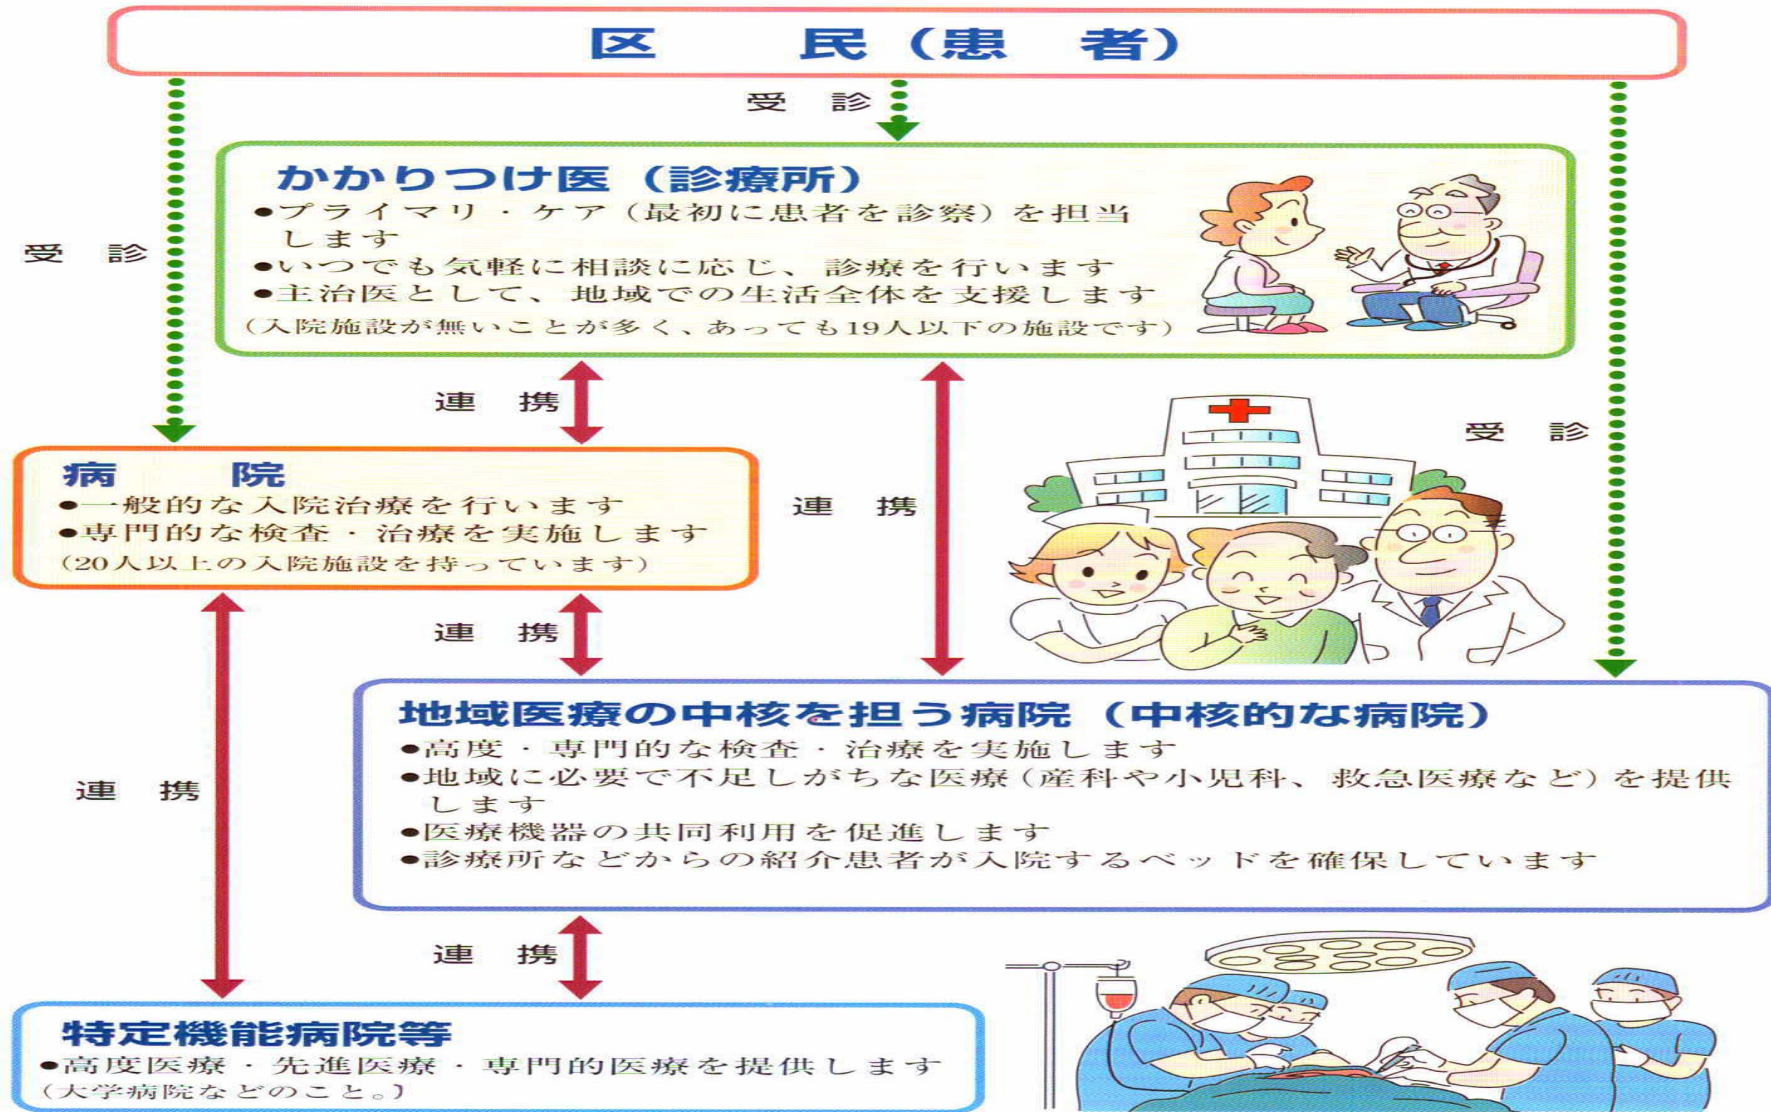 区　民（患　者）
受　診
かかりつけ医（診療所）
●プライマリ・ケア（最初に患者を診察）を担当
します
●いつでも気軽に相談に応じ、診療を行います
●主治医として、地域での生活全体を支援します
（入院施設が無いことが多く、あっても19人以下の施設です）
受　診
連　携
受　診
病　院
●一般的な入院治療を行います
●専門的な検査・治療を実施します
（20人以上の入院施設を持っています）
連　携
連　携
地域医療の中核を担う病院（中核的な病院）
●高度・専門的な検査・治療を実施します
●地域に必要で不足しがちな医療（産科や小児科、救急医療など）を提供
します
●医療機器の共同利用を促進します
●診療所などからの紹介患者が入院するベッドを確保しています
連　携
連　携
特定機能病院等
●高度医療・先進医療・専門的医療を提供します
（大学病院などのこと。〕